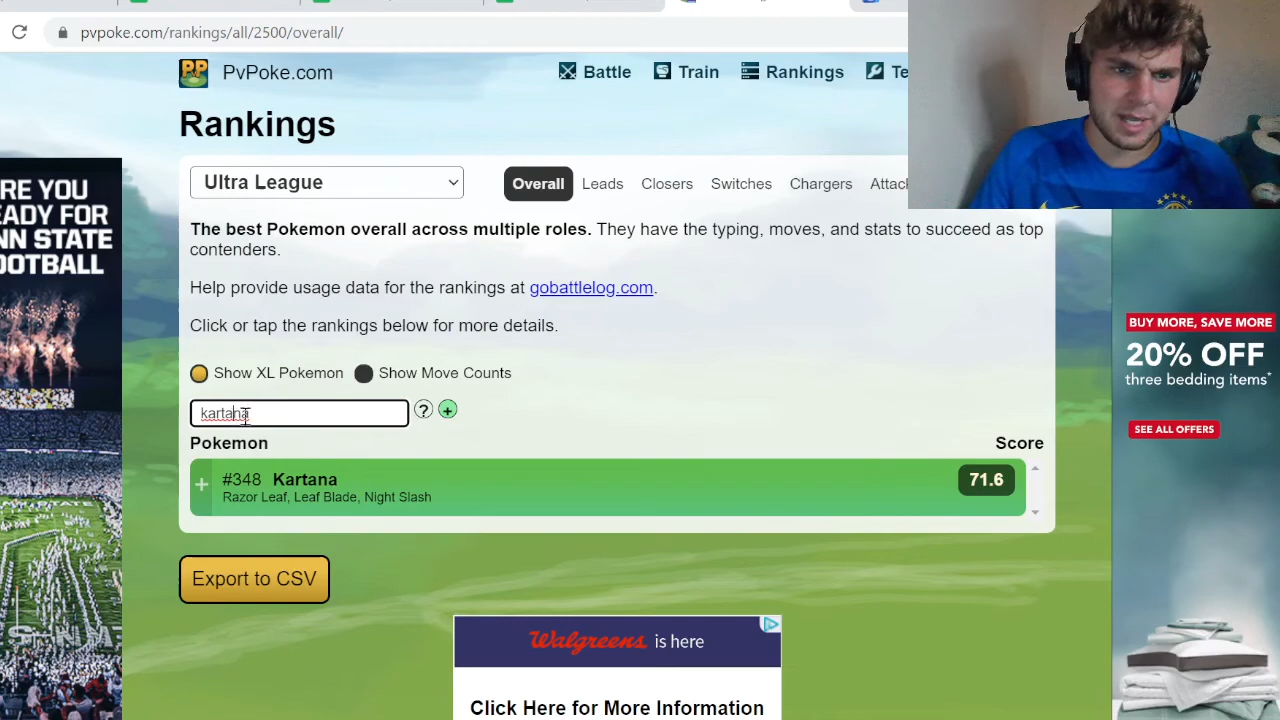 pvpoke.com/rankings/all/2500/overall/
PvPoke.com
Battle
Train
Rankings
Te
Rankings
Ultra League
Overall
Leads
Closers
Switches
Chargers
Attack
The best Pokemon overall across multiple roles. They have the typing, moves, and stats to succeed as top
contenders.
Help provide usage data for the rankings at gobattlelog.com.
Click or tap the rankings below for more details.
Show XL Pokemon
Show Move Counts
kartana
?
+
Pokemon
Score
+
#348 Kartana
71.6
Razor Leaf, Leaf Blade, Night Slash
Export to CSV
Walgreens is here
Click Here for More Information
RE YOU
EADY FOR
NN STATE
OOTBALL
BUY MORE, SAVE MORE
20% OFF
three bedding items*
SEE ALL OFFERS